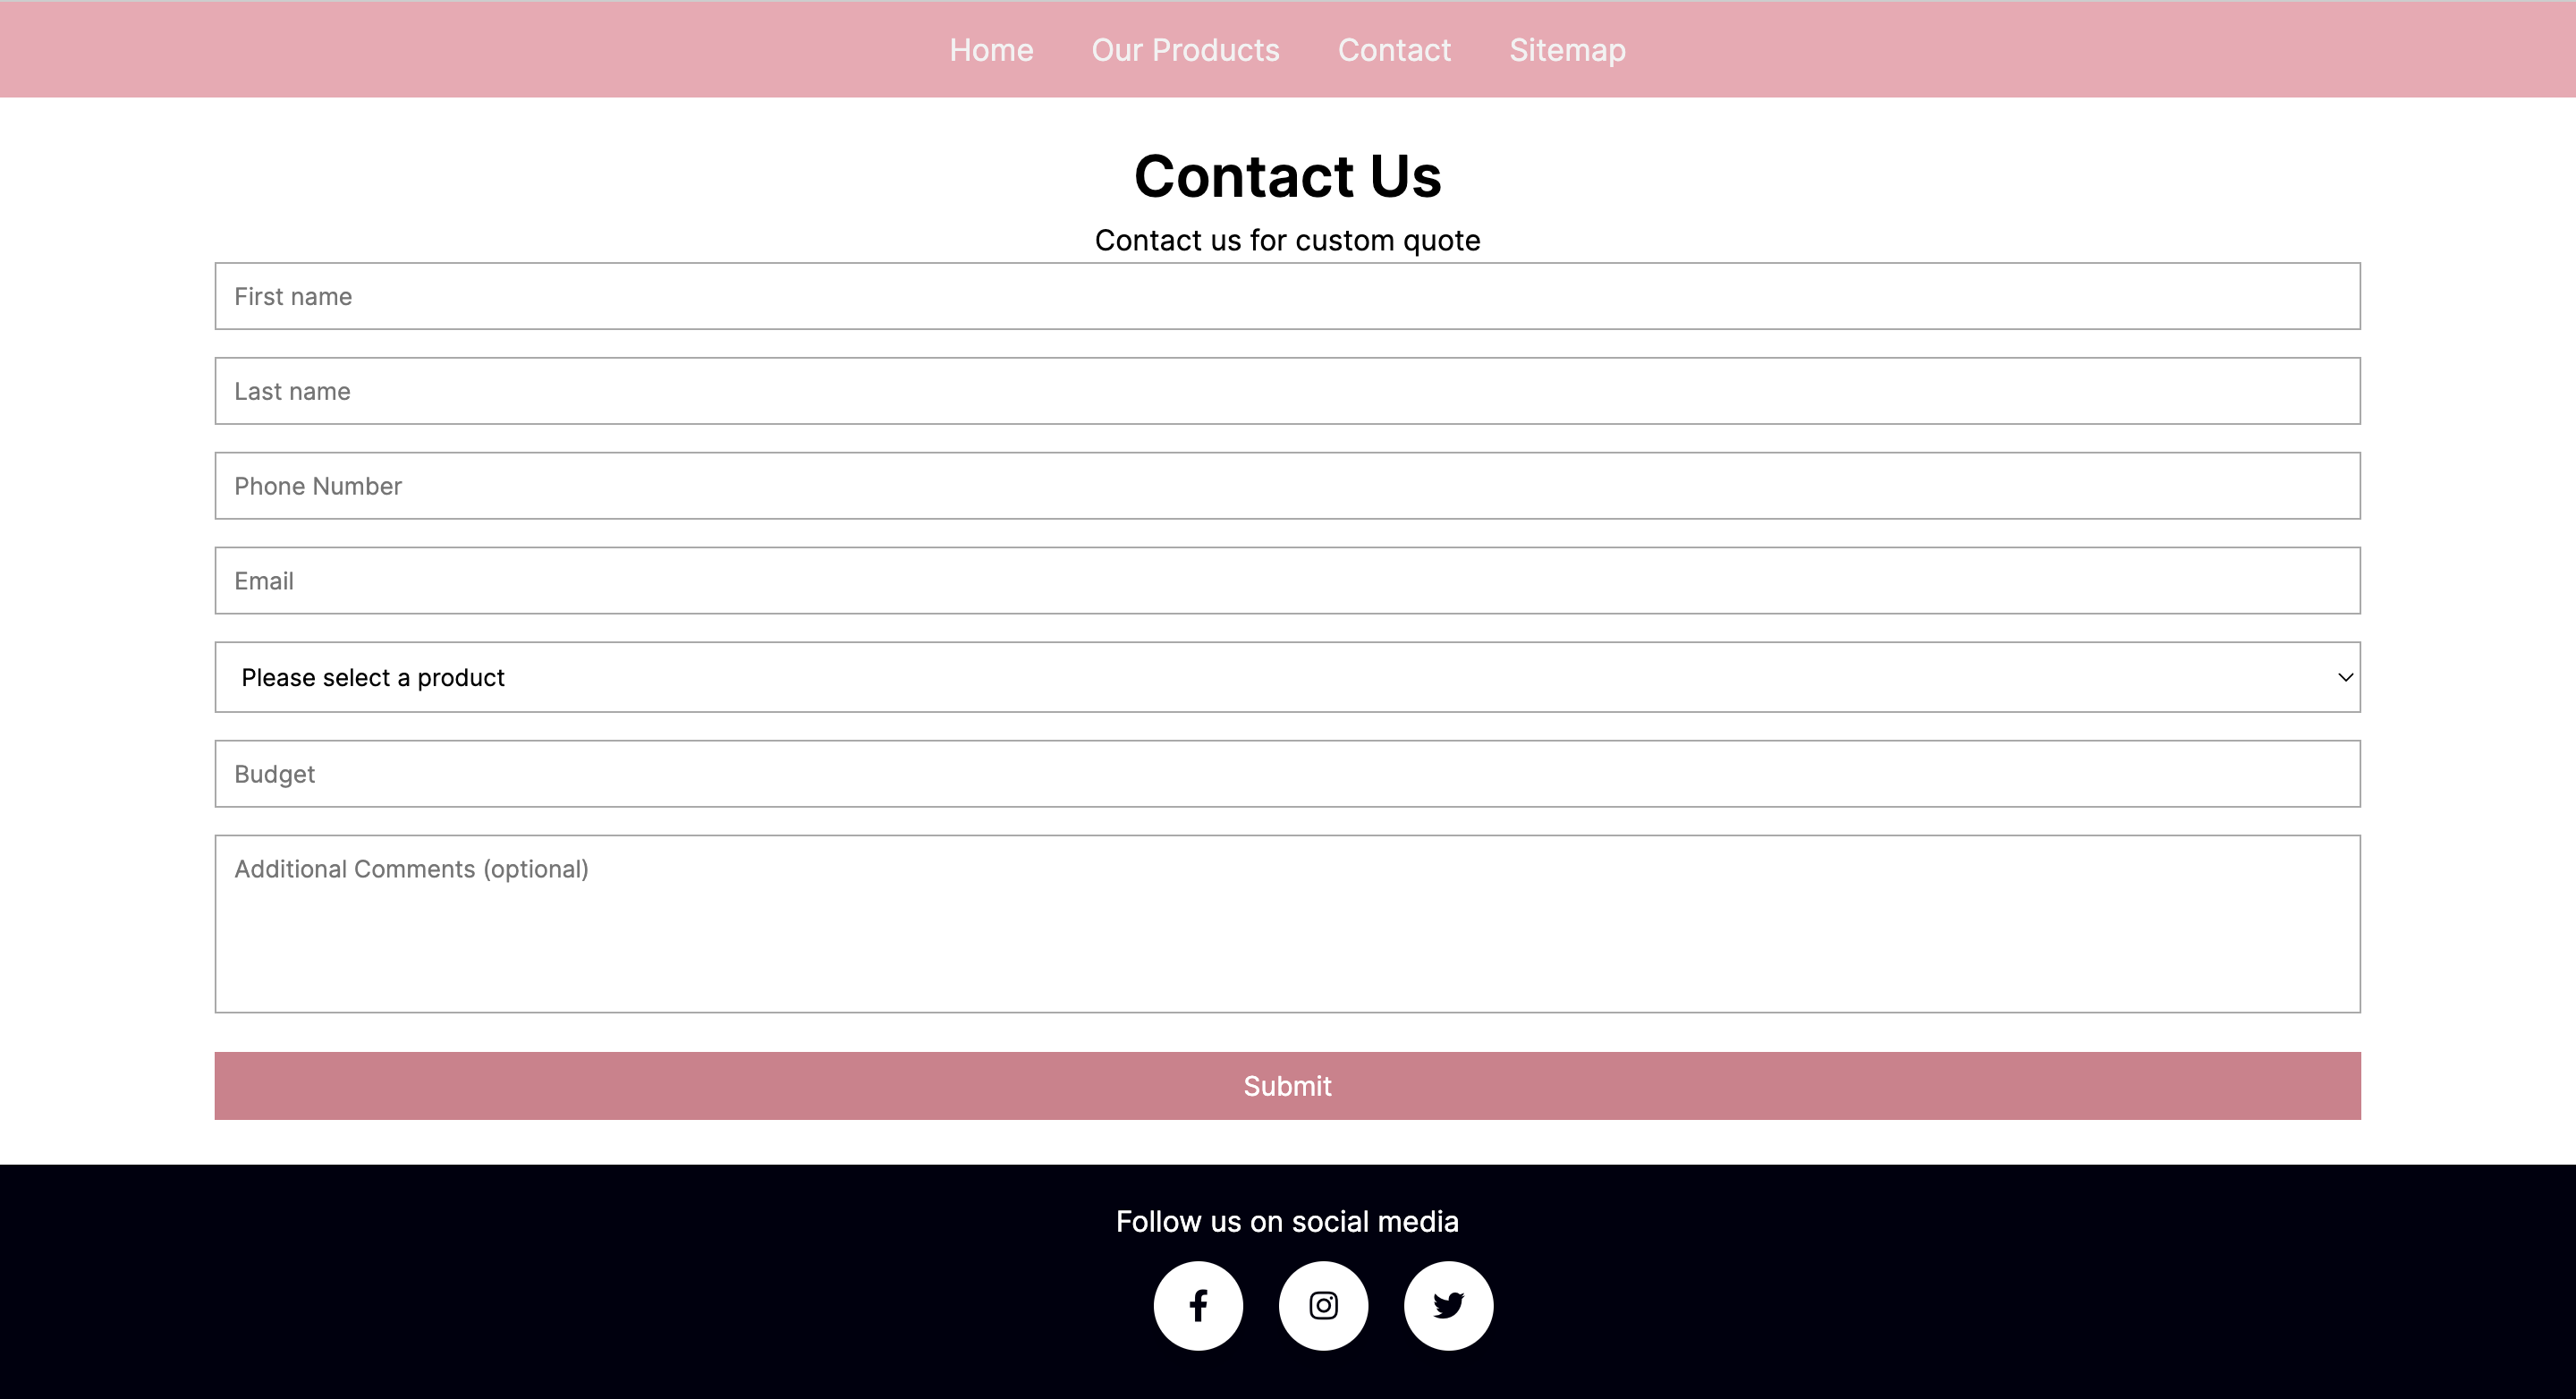 Home Our Products Contact Sitemap
Contact Us
Contact us for custom quote
First name
Last name
Phone Number
Email
Please select a product
Budget
Additional Comments (optional)
Submit
Follow us on social media